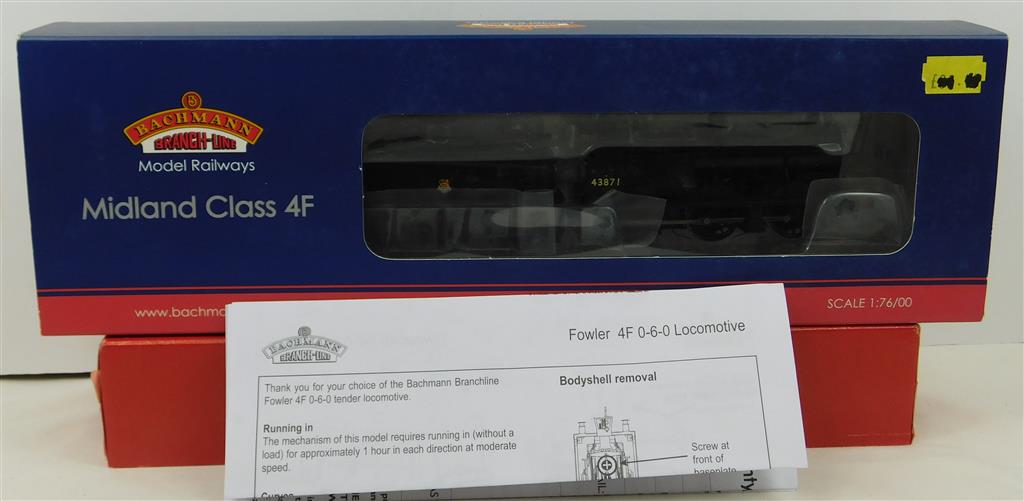 BACHMANN
BRANCH-LINE
Model Railways
Midland Class 4F
43871
www.bachm
SCALE 1:76/00
BACHMANN
BRANCH-LINE
Fowler 4F 0-6-0 Locomotive
Thank you for your choice of the Bachmann Branchline
Fowler 4F 0-6-0 tender locomotive.
Running in
The mechanism of this model requires running in (without a
load) for approximately 1 hour in each direction at moderate
speed.
Curves
Bodyshell removal
Screw at
front of
baseplate